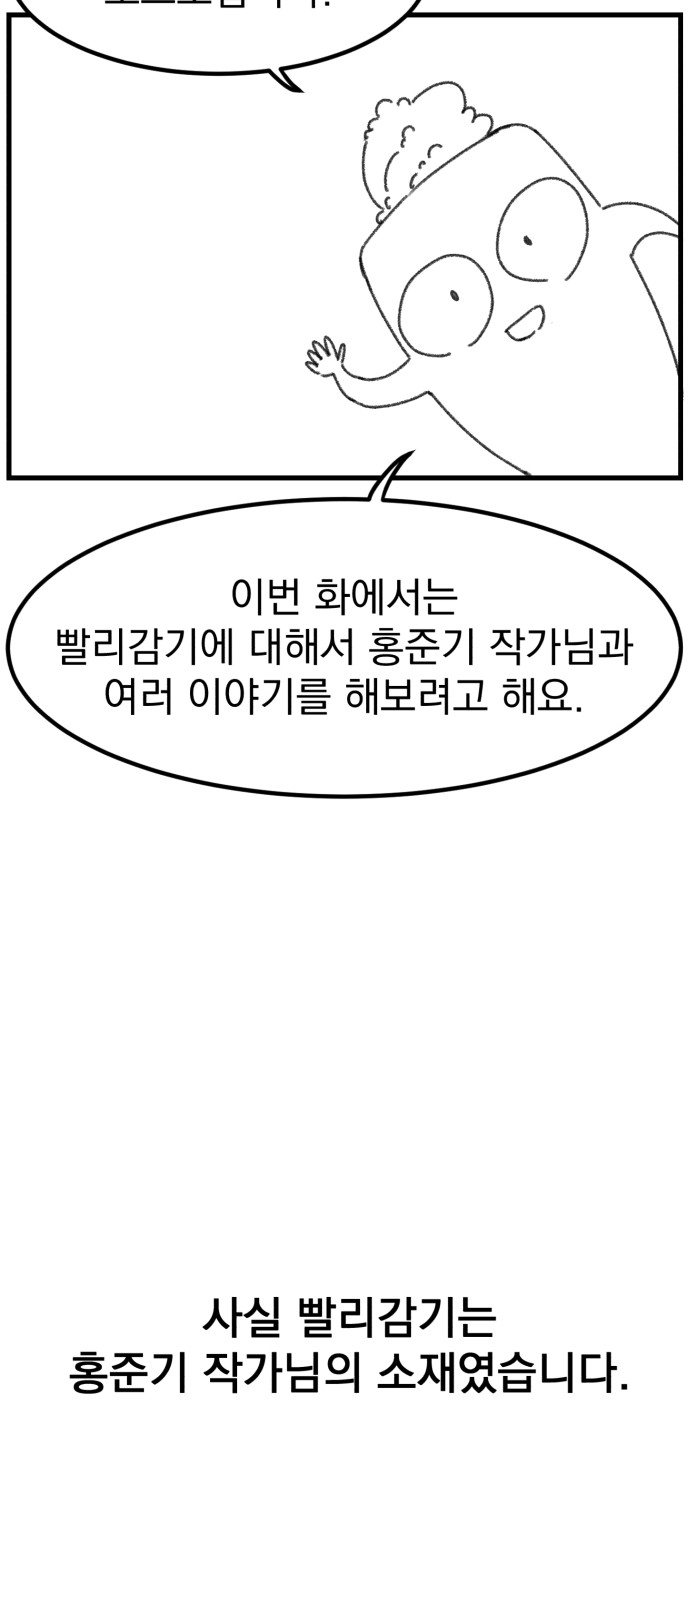 이번 화에서는
빨리감기에 대해서 홍준기 작가님과
여러 이야기를 해보려고 해요.
사실 빨리감기는
홍준기 작가님의 소재였습니다.